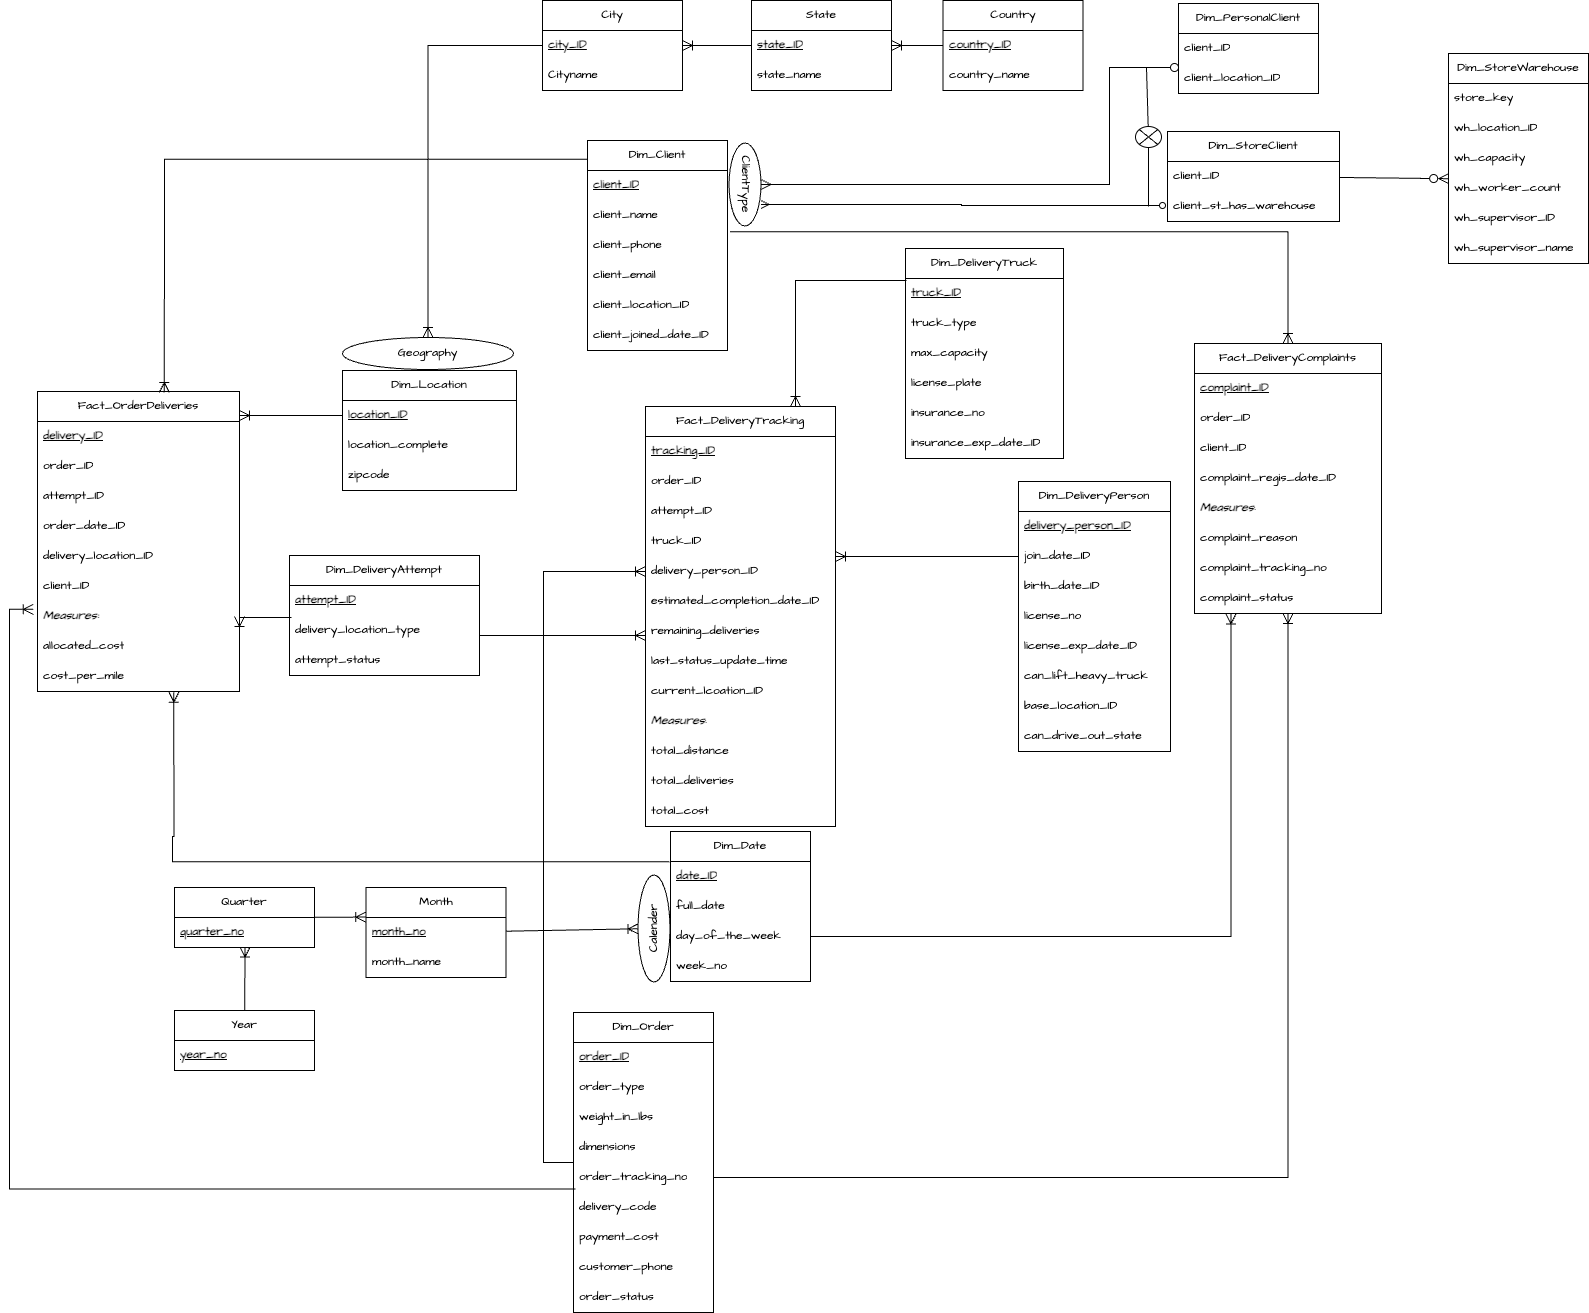 City
city_ID
Cityname
State
state_ID
state_name
Country
country_ID
country_name
Dim_PersonalClient
client_ID
client_location_ID
Dim_StoreWarehouse
store_key
wh_location_ID
wh_capacity
wh_worker_count
wh_supervisor_ID
wh_supervisor_name
Dim_Client
client_ID
client_name
client_phone
client_email
client_location_ID
client_joined_date_ID
ClientType
Dim_StoreClient
client_ID
client_st_has_warehouse
Dim_DeliveryTruck
truck_ID
truck_type
max_capacity
license_plate
insurance_no
insurance_exp_date_ID
Geography
Dim_Location
location_ID
location_complete
zipcode
Fact_OrderDeliveries
delivery_ID
order_ID
attempt_ID
order_date_ID
delivery_location_ID
client_ID
Measures:
allocated_cost
cost_per_mile
Fact_DeliveryTracking
tracking_ID
order_ID
attempt_ID
truck_ID
delivery_person_ID
estimated_completion_date_ID
remaining_deliveries
last_status_update_time
current_lcoation_ID
Measures:
total_distance
total_deliveries
total_cost
Fact_DeliveryComplaints
complaint_ID
order_ID
client_ID
complaint_regis_date_ID
Measures:
complaint_reason
complaint_tracking_no
complaint_status
Dim_DeliveryPerson
delivery_person_ID
join_date_ID
birth_date_ID
license_no
license_exp_date_ID
can_lift_heavy_truck
base_location_ID
can_drive_out_state
Dim_DeliveryAttempt
attempt_ID
delivery_location_type
attempt_status
Dim_Date
date_ID
full_date
day_of_the_week
week_no
Calender
Quarter
quarter_no
Month
month_no
month_name
Year
year_no
Dim_Order
order_ID
order_type
weight_in_lbs
dimensions
order_tracking_no
delivery_code
payment_cost
customer_phone
order_status